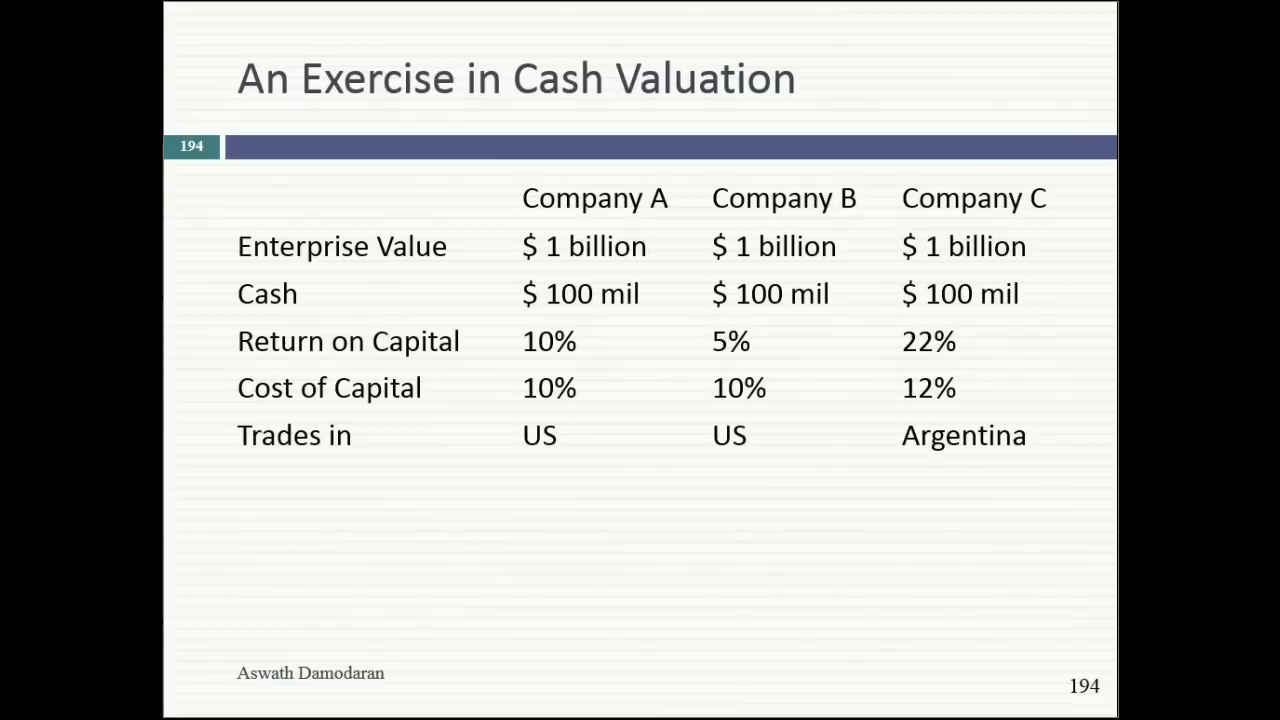 An Exercise in Cash Valuation
194
Company A Company B Company C
Enterprise Value $ 1 billion $ 1 billion $ 1 billion
Cash $ 100 mil $ 100 mil $ 100 mil
Return on Capital 10% 5% 22%
Cost of Capital 10% 10% 12%
Trades in US US Argentina
Aswath Damodaran
194